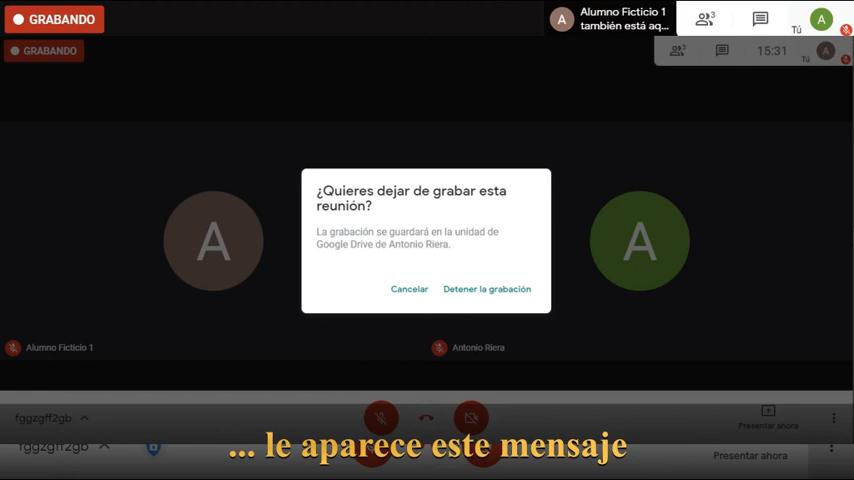 GRABANDO
A
Alumno Ficticio 1
también está aq...
3
Tú
A
GRABANDO
3
15:31
Tú
A
¿Quieres dejar de grabar esta
reunión?
La grabación se guardará en la unidad de
Google Drive de Antonio Riera.
Cancelar
Detener la grabación
A
A
Alumno Ficticio 1
Antonio Riera
fggzgff2gb
Presentar ahora
... le aparece este mensaje
fggzgff2gb
Presentar ahora